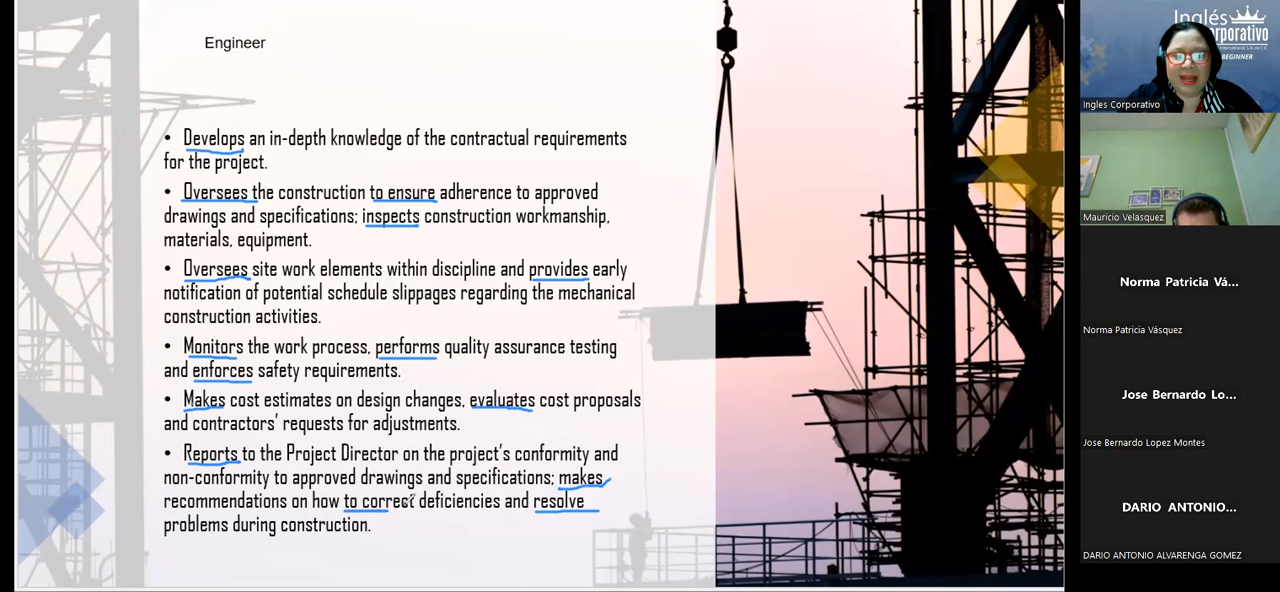 Engineer
• Develops an in-depth knowledge of the contractual requirements
for the project.
• Oversees the construction to ensure adherence to approved
drawings and specifications; inspects construction workmanship,
materials, equipment.
• Oversees site work elements within discipline and provides early
notification of potential schedule slippages regarding the mechanical
construction activities.
• Monitors the work process, performs quality assurance testing
and enforces safety requirements.
• Makes cost estimates on design changes, evaluates cost proposals
and contractors' requests for adjustments.
• Reports to the Project Director on the project's conformity and
non-conformity to approved drawings and specifications; makes
recommendations on how to correct deficiencies and resolve
problems during construction.
Inglés
orporativo
BEGINNER
Ingles Corporativo
Mauricio Velasquez
Norma Patricia Vá...
Norma Patricia Vásquez
Jose Bernardo Lo...
Jose Bernardo Lopez Montes
DARIO ANTONIO...
DARIO ANTONIO ALVARENGA GOMEZ